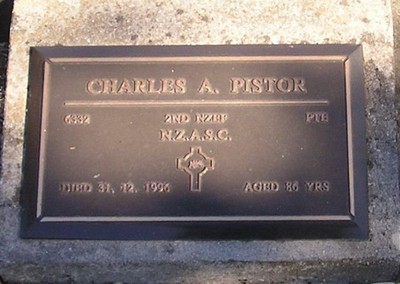 CHARLES A. PISTOR
6332 2ND NZEF PTE
N.Z.A.S.C.
DIED 31. 12. 1996 AGED 86 YRS